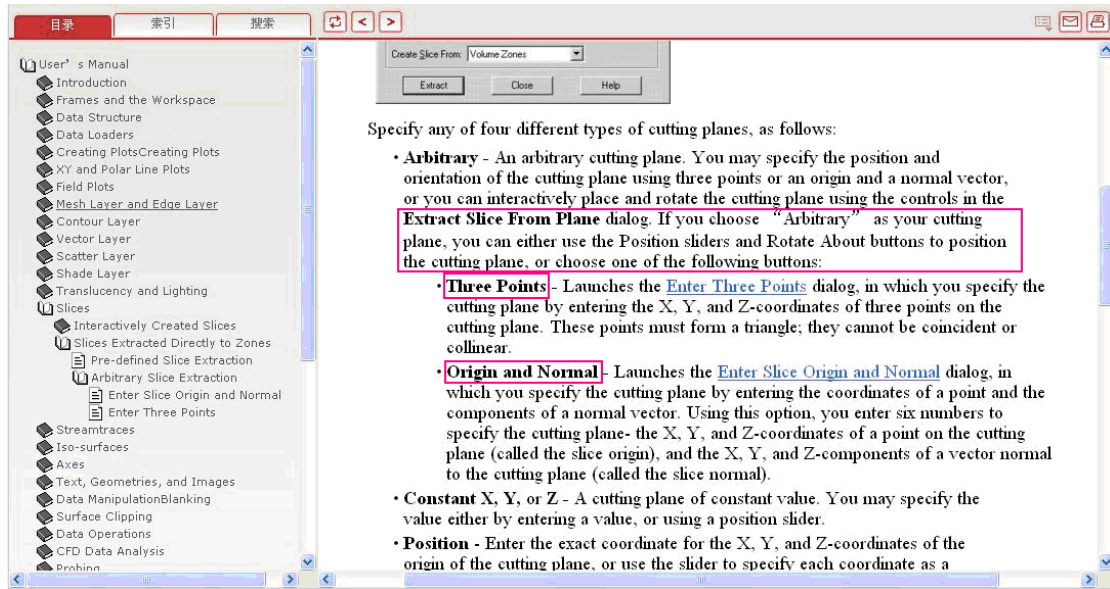 目录
索引
搜索
User' s Manual
Introduction
Frames and the Workspace
Data Structure
Data Loaders
Creating PlotsCreating Plots
XY and Polar Line Plots
Field Plots
Mesh Layer and Edge Layer
Contour Layer
Vector Layer
Scatter Layer
Shade Layer
Translucency and Lighting
Slices
Interactively Created Slices
Slices Extracted Directly to Zones
Pre-defined Slice Extraction
Arbitrary Slice Extraction
Enter Slice Origin and Normal
Enter Three Points
Streamtraces
Iso-surfaces
Axes
Text, Geometries, and Images
Data ManipulationBlanking
Surface Clipping
Data Operations
CFD Data Analysis
Probing
Create Slice From: Volume Zones
Extract Close Help
Specify any of four different types of cutting planes, as follows:
• Arbitrary - An arbitrary cutting plane. You may specify the position and
orientation of the cutting plane using three points or an origin and a normal vector,
or you can interactively place and rotate the cutting plane using the controls in the
Extract Slice From Plane dialog. If you choose “Arbitrary” as your cutting
plane, you can either use the Position sliders and Rotate About buttons to position
the cutting plane, or choose one of the following buttons:
• Three Points - Launches the Enter Three Points dialog, in which you specify the
cutting plane by entering the X, Y, and Z-coordinates of three points on the
cutting plane. These points must form a triangle; they cannot be coincident or
collinear.
• Origin and Normal - Launches the Enter Slice Origin and Normal dialog, in
which you specify the cutting plane by entering the coordinates of a point and the
components of a normal vector. Using this option, you enter six numbers to
specify the cutting plane- the X, Y, and Z-coordinates of a point on the cutting
plane (called the slice origin), and the X, Y, and Z-components of a vector normal
to the cutting plane (called the slice normal).
• Constant X, Y, or Z - A cutting plane of constant value. You may specify the
value either by entering a value, or using a position slider.
• Position - Enter the exact coordinate for the X, Y, and Z-coordinates of the
origin of the cutting plane, or use the slider to specify each coordinate as a